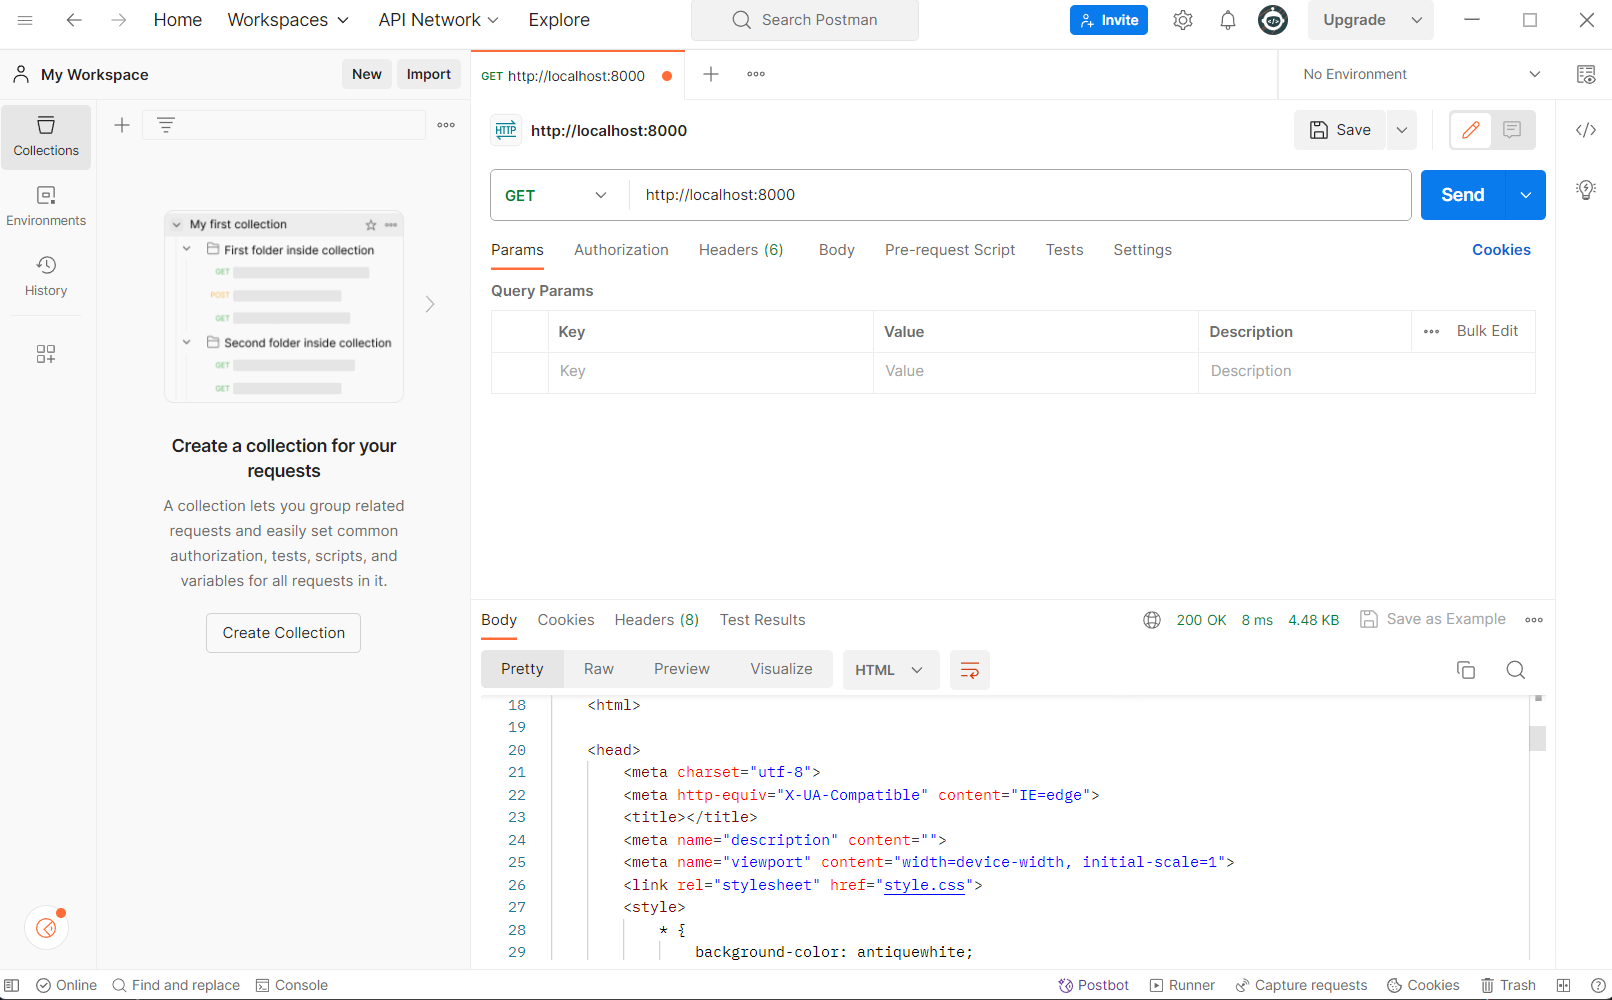 Home Workspaces API Network Explore Search Postman Invite Upgrade
My Workspace New Import GET http://localhost:8000 No Environment
Collections
Environments
History
My first collection
First folder inside collection
GET
POST
GET
Second folder inside collection
GET
GET
Create a collection for your
requests
A collection lets you group related
requests and easily set common
authorization, tests, scripts, and
variables for all requests in it.
Create Collection
HTTP http://localhost:8000 Save
GET http://localhost:8000 Send
Params Authorization Headers (6) Body Pre-request Script Tests Settings Cookies
Query Params
Key Value Description Bulk Edit
Key Value Description
Body Cookies Headers (8) Test Results 200 OK 8 ms 4.48 KB Save as Example
Pretty Raw Preview Visualize HTML
18 <html>
19
20 <head>
21 <meta charset="utf-8">
22 <meta http-equiv="X-UA-Compatible" content="IE=edge">
23 <title></title>
24 <meta name="description" content="">
25 <meta name="viewport" content="width=device-width, initial-scale=1">
26 <link rel="stylesheet" href="style.css">
27 <style>
28 * {
29 background-color: antiquewhite;
Online Find and replace Console Postbot Runner Capture requests Cookies Trash